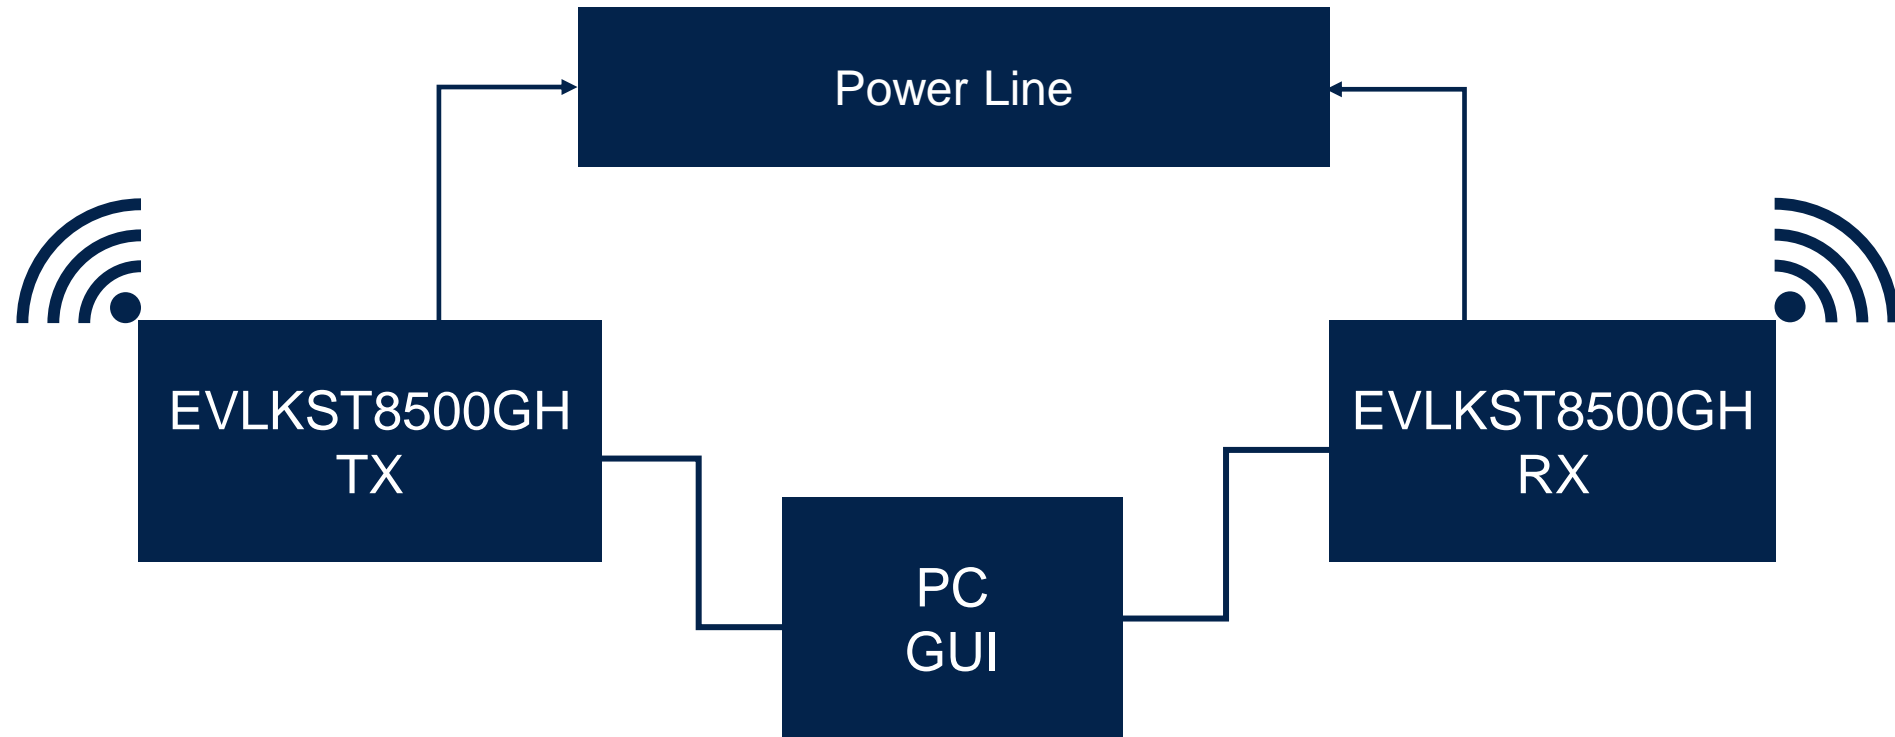 Power Line
EVLKST8500GH
TX
EVLKST8500GH
RX
PC
GUI